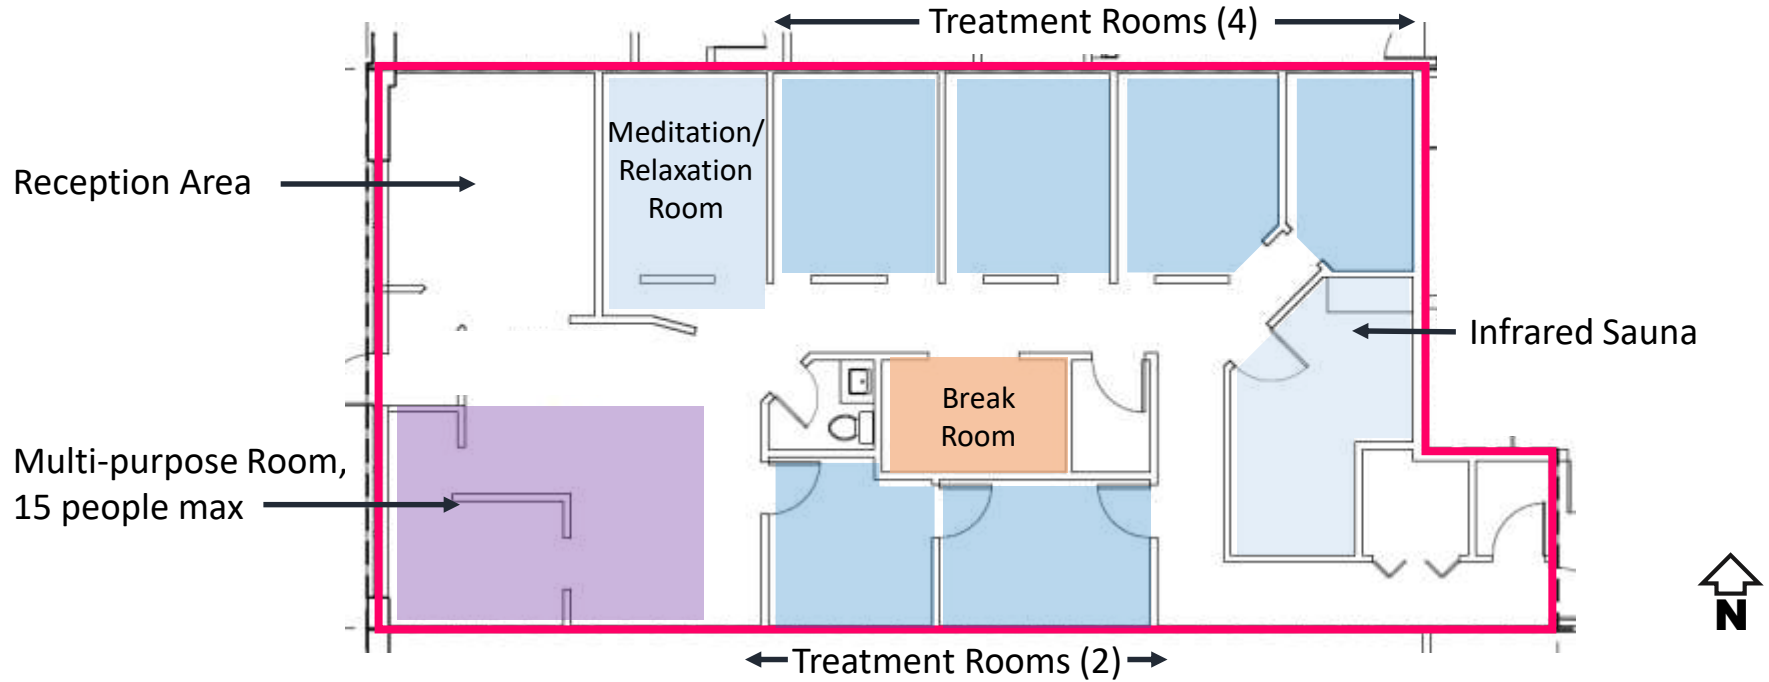 Treatment Rooms (4)
Meditation/
Relaxation
Room
Reception Area
Infrared Sauna
Break
Room
Multi-purpose Room,
15 people max
N
Treatment Rooms (2)